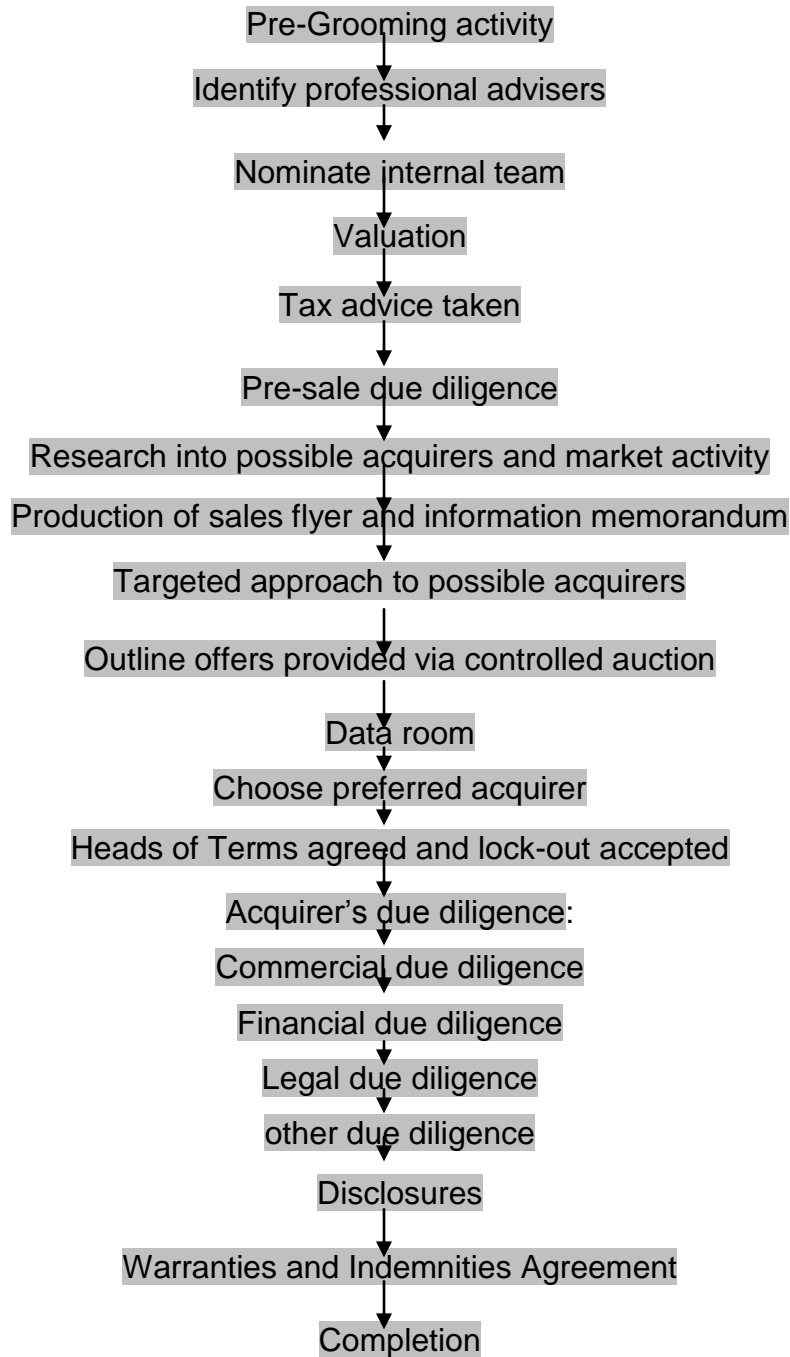 Pre-Grooming activity
Identify professional advisers
Nominate internal team
Valuation
Tax advice taken
Pre-sale due diligence
Research into possible acquirers and market activity
Production of sales flyer and information memorandum
Targeted approach to possible acquirers
Outline offers provided via controlled auction
Data room
Choose preferred acquirer
Heads of Terms agreed and lock-out accepted
Acquirer's due diligence:
Commercial due diligence
Financial due diligence
Legal due diligence
other due diligence
Disclosures
Warranties and Indemnities Agreement
Completion